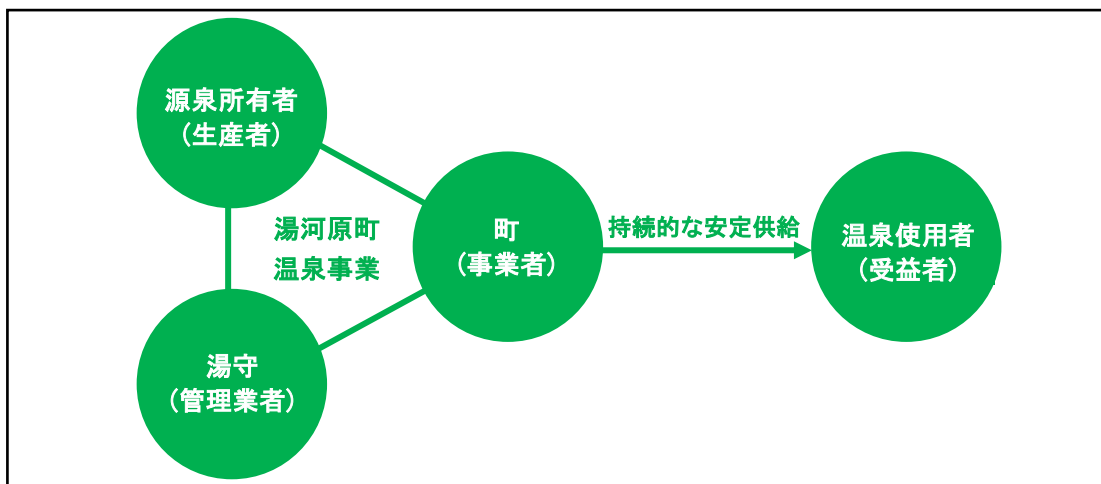 源泉所有者
（生産者）
湯河原町
温泉事業
町
（事業者）
持続的な安定供給
温泉使用者
（受益者）
湯守
（管理業者）